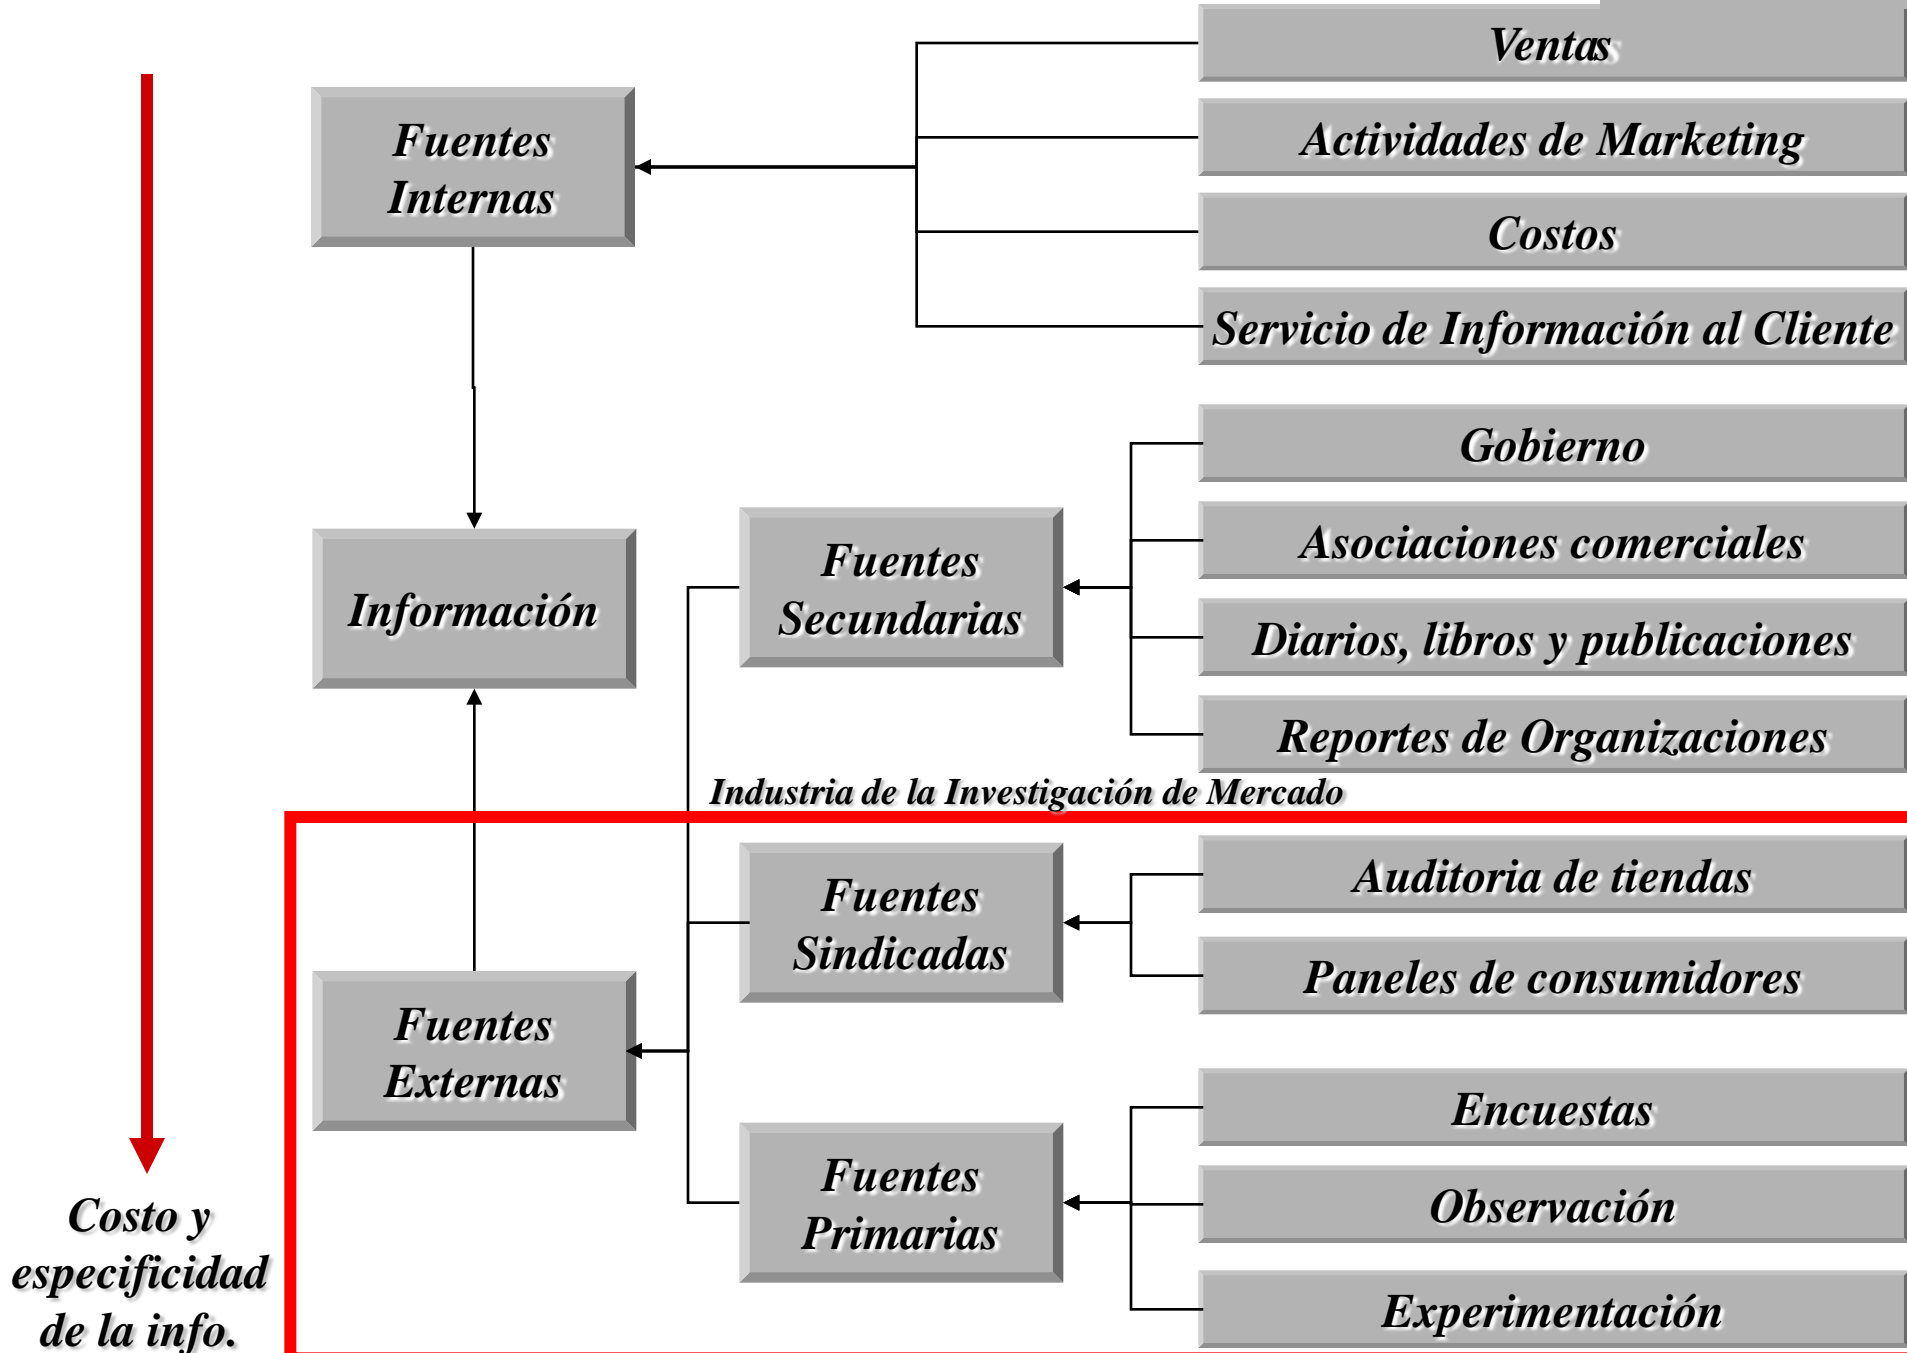 Ventas
Fuentes
Internas
Actividades de Marketing
Costos
Servicio de Información al Cliente
Información
Fuentes
Secundarias
Gobierno
Asociaciones comerciales
Diarios, libros y publicaciones
Reportes de Organizaciones
Industria de la Investigación de Mercado
Fuentes
Externas
Fuentes
Sindicadas
Auditoria de tiendas
Paneles de consumidores
Fuentes
Primarias
Encuestas
Observación
Experimentación
Costo y
especificidad
de la info.